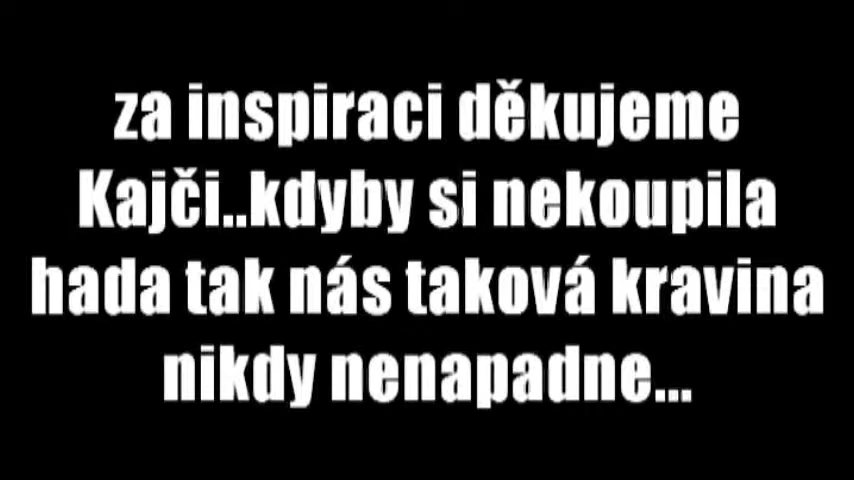 za inspiraci děkujeme
Kajči..kdyby si nekoupila
hada tak nás taková kravina
nikdy nenapadne...